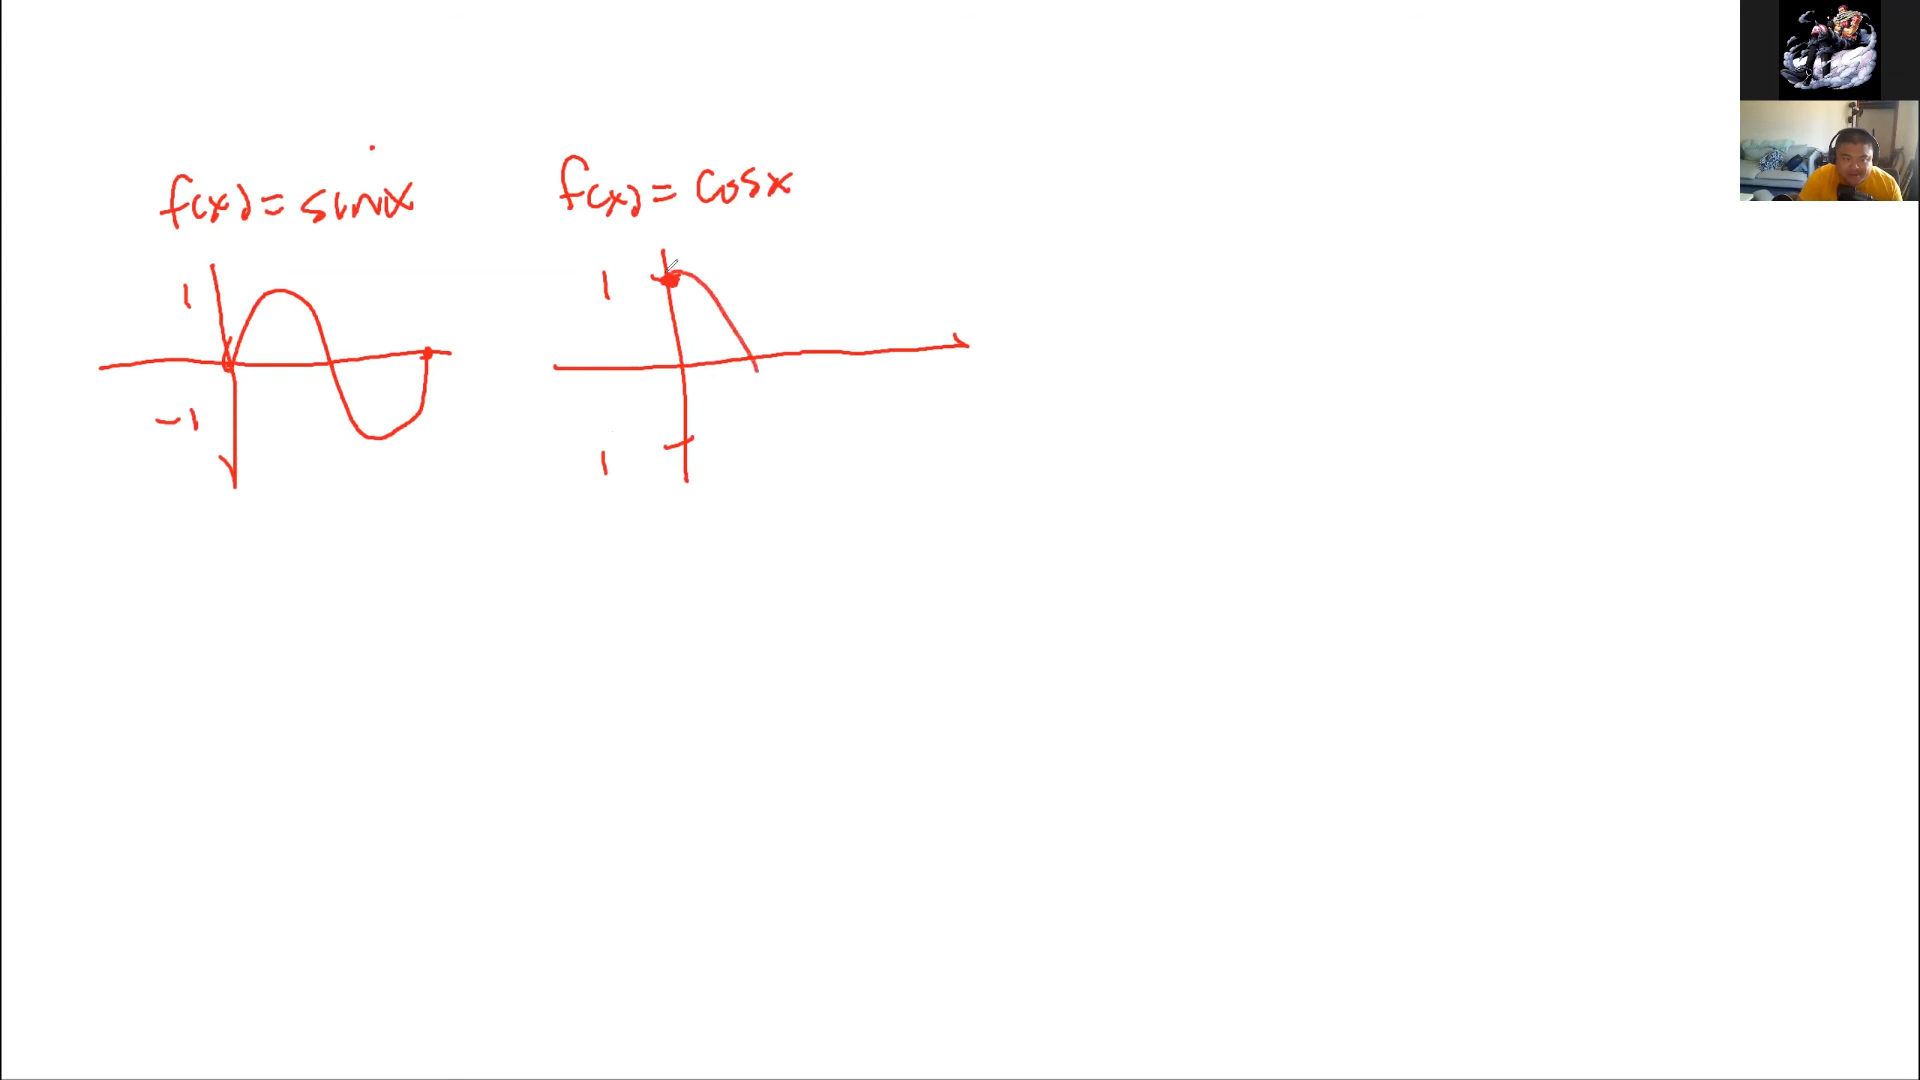 f(x) = sinx
f(x) = cosx
1
-1
1
1